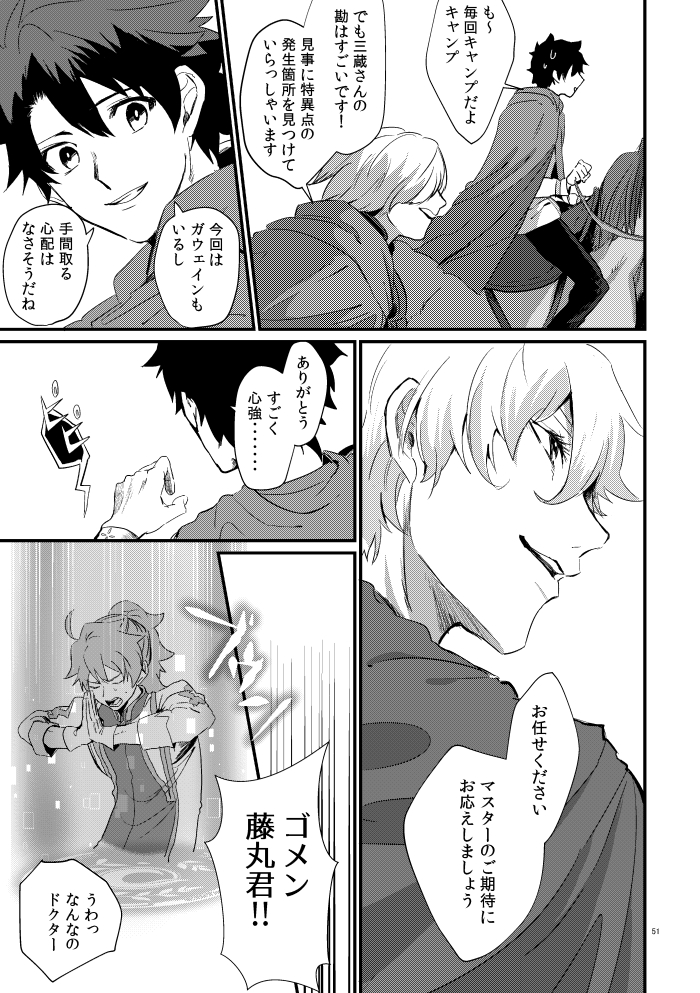 も〜
毎回キャンプだよ
キャンプ
でも三蔵さんの
勘はすごいです!
見事に特異点の
発生箇所を見つけて
いらっしゃいます
今回は
ガウェインも
いるし
手間取る
心配は
なさそうだね
お任せください
マスターのご期待に
お応えしましょう
ありがとう
すごく
心強‥‥‥
ブゥン
ゴメン
藤丸君!!
うわっ
なんなの
ドクター
51